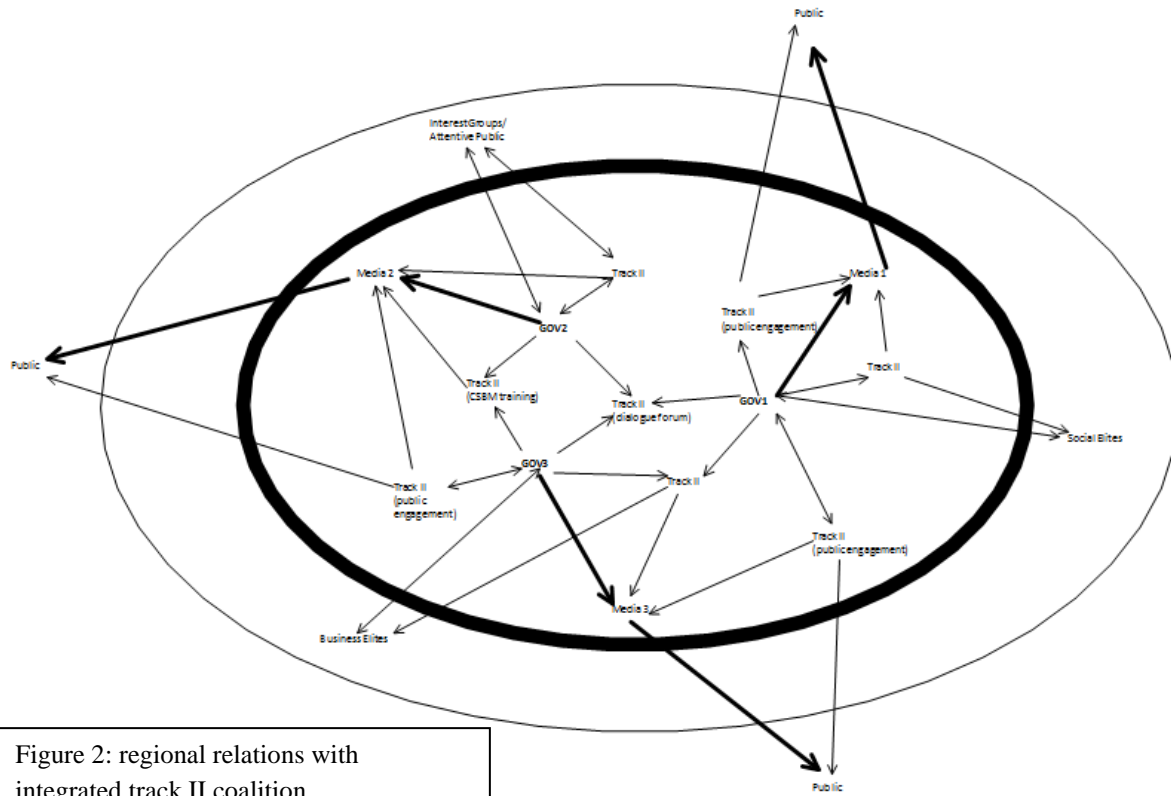 Public
Interest Groups/
Attentive Public
Media 2
Track II
Media 1
Track II
(public engagement)
GOV2
Public
Track II
Track II
(CSBM training)
Track II
(dialogue forum)
GOV1
Social Elites
GOV3
Track II
Track II
(public
engagement)
Track II
(public engagement)
Media 3
Business Elites
Figure 2: regional relations with
integrated track II coalition
Public